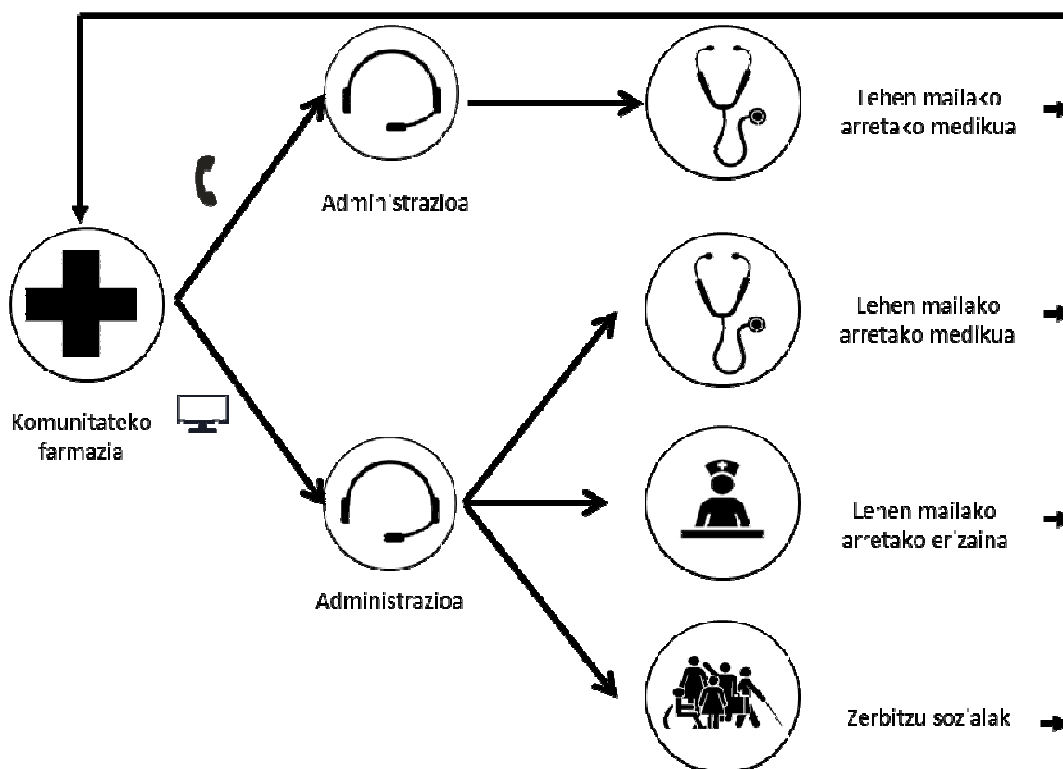 Lehen mailako
arretako medikua
Administrazioa
Lehen mailako
arretako medikua
Komunitateko
farmazia
Lehen mailako
arretako erizaina
Administrazioa
Zerbitzu sozialak